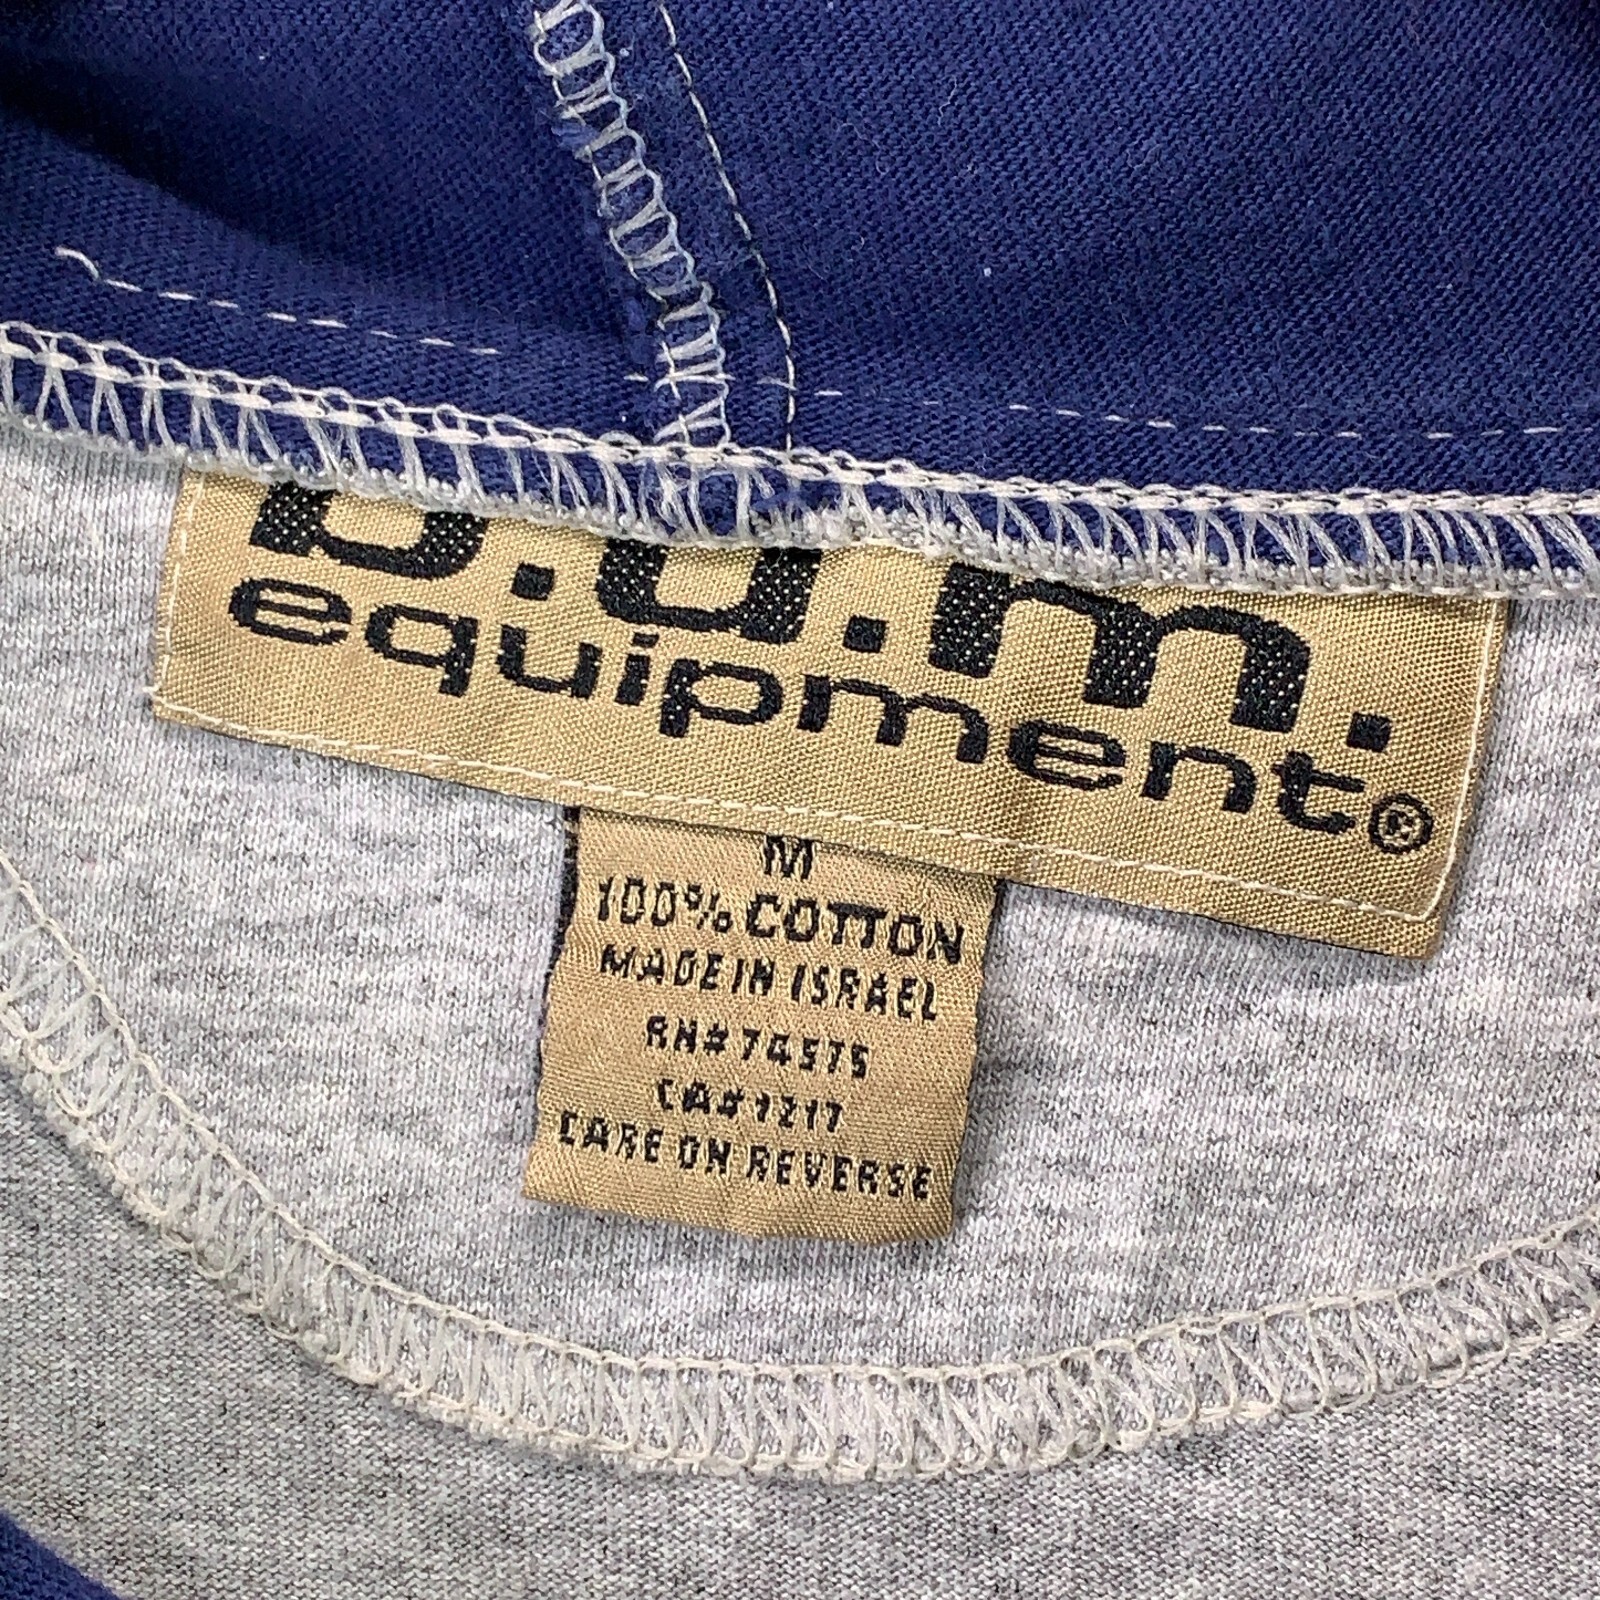 b.u.m.
equipment®
M
100% COTTON
MADE IN ISRAEL
RN# 74575
CA# 1217
CARE ON REVERSE